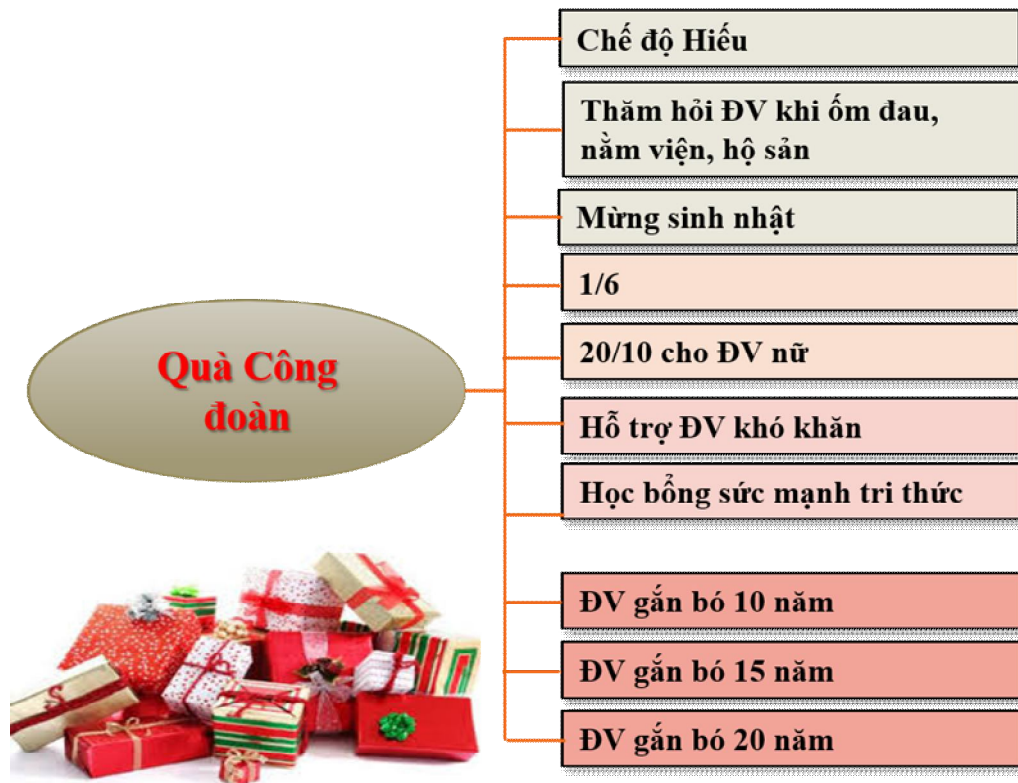 Quà Công
đoàn
Chế độ Hiếu
Thăm hỏi ĐV khi ốm đau,
nằm viện, hộ sản
Mừng sinh nhật
1/6
20/10 cho ĐV nữ
Hỗ trợ ĐV khó khăn
Học bổng sức mạnh tri thức
ĐV gắn bó 10 năm
ĐV gắn bó 15 năm
ĐV gắn bó 20 năm